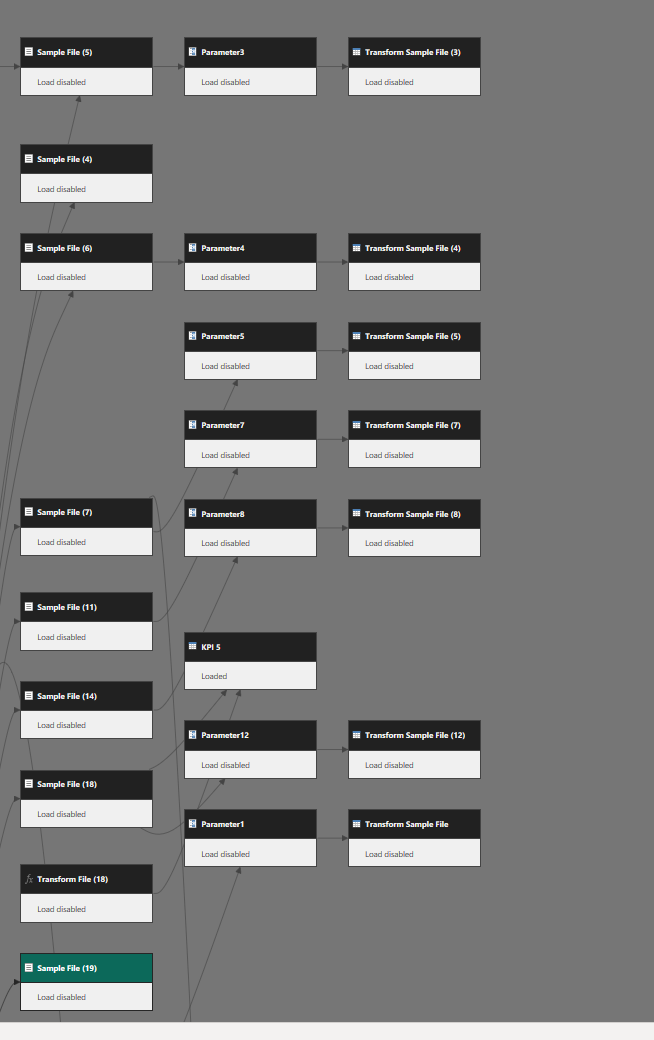 Sample File (5)
Load disabled
Parameter3
Load disabled
Transform Sample File (3)
Load disabled
Sample File (4)
Load disabled
Sample File (6)
Load disabled
Parameter4
Load disabled
Transform Sample File (4)
Load disabled
Parameter5
Load disabled
Transform Sample File (5)
Load disabled
Parameter7
Load disabled
Transform Sample File (7)
Load disabled
Sample File (7)
Load disabled
Parameter8
Load disabled
Transform Sample File (8)
Load disabled
Sample File (11)
Load disabled
KPI 5
Loaded
Sample File (14)
Load disabled
Parameter12
Load disabled
Transform Sample File (12)
Load disabled
Sample File (18)
Load disabled
Parameter1
Load disabled
Transform Sample File
Load disabled
fx Transform File (18)
Load disabled
Sample File (19)
Load disabled